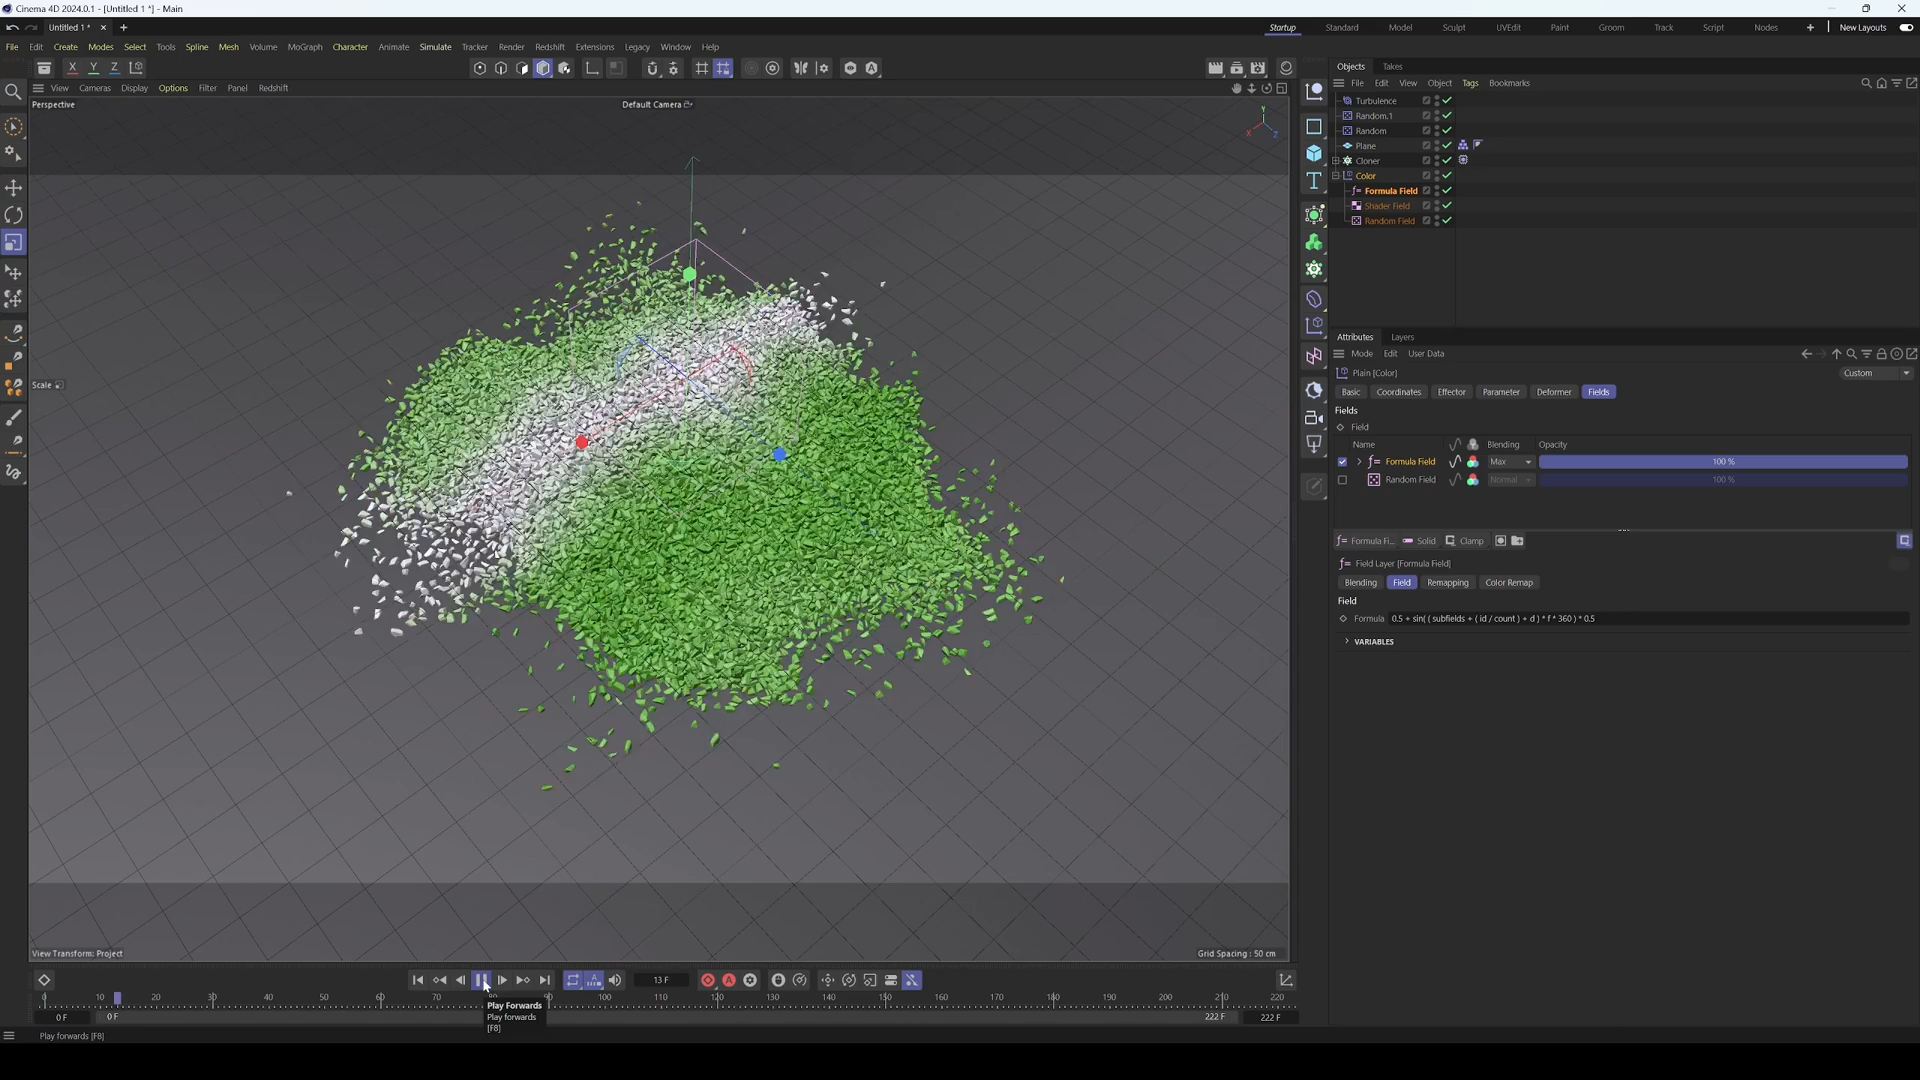 Cinema 4D 2024.0.1 - [Untitled 1 *] - Main
Untitled 1 *
Startup Standard Model Sculpt UVEdit Paint Groom Track Script Nodes New Layouts
File Edit Create Modes Select Tools Spline Mesh Volume MoGraph Character Animate Simulate Tracker Render Redshift Extensions Legacy Window Help
X Y Z
View Cameras Display Options Filter Panel Redshift
Perspective
Default Camera
Y
X
Z
Scale
View Transform: Project
Grid Spacing : 50 cm
Objects Takes
File Edit View Object Tags Bookmarks
Turbulence
Random.1
Random
Plane
Cloner
Color
Formula Field
Shader Field
Random Field
Attributes Layers
Mode Edit User Data
Plain [Color] Custom
Basic Coordinates Effector Parameter Deformer Fields
Fields
Field
Name Blending Opacity
Formula Field Max 100 %
Random Field Normal 100 %
Formula Fi... Solid Clamp
Field Layer [Formula Field]
Blending Field Remapping Color Remap
Field
Formula 0.5 + sin( ( subfields + ( id / count ) + d ) * f * 360 ) * 0.5
VARIABLES
13 F
0 10 20 30 40 50 60 70 80 90 100 110 120 130 140 150 160 170 180 190 200 210 220
0 F 0 F 222 F 222 F
Play Forwards
Play forwards
[F8]
Play forwards [F8]